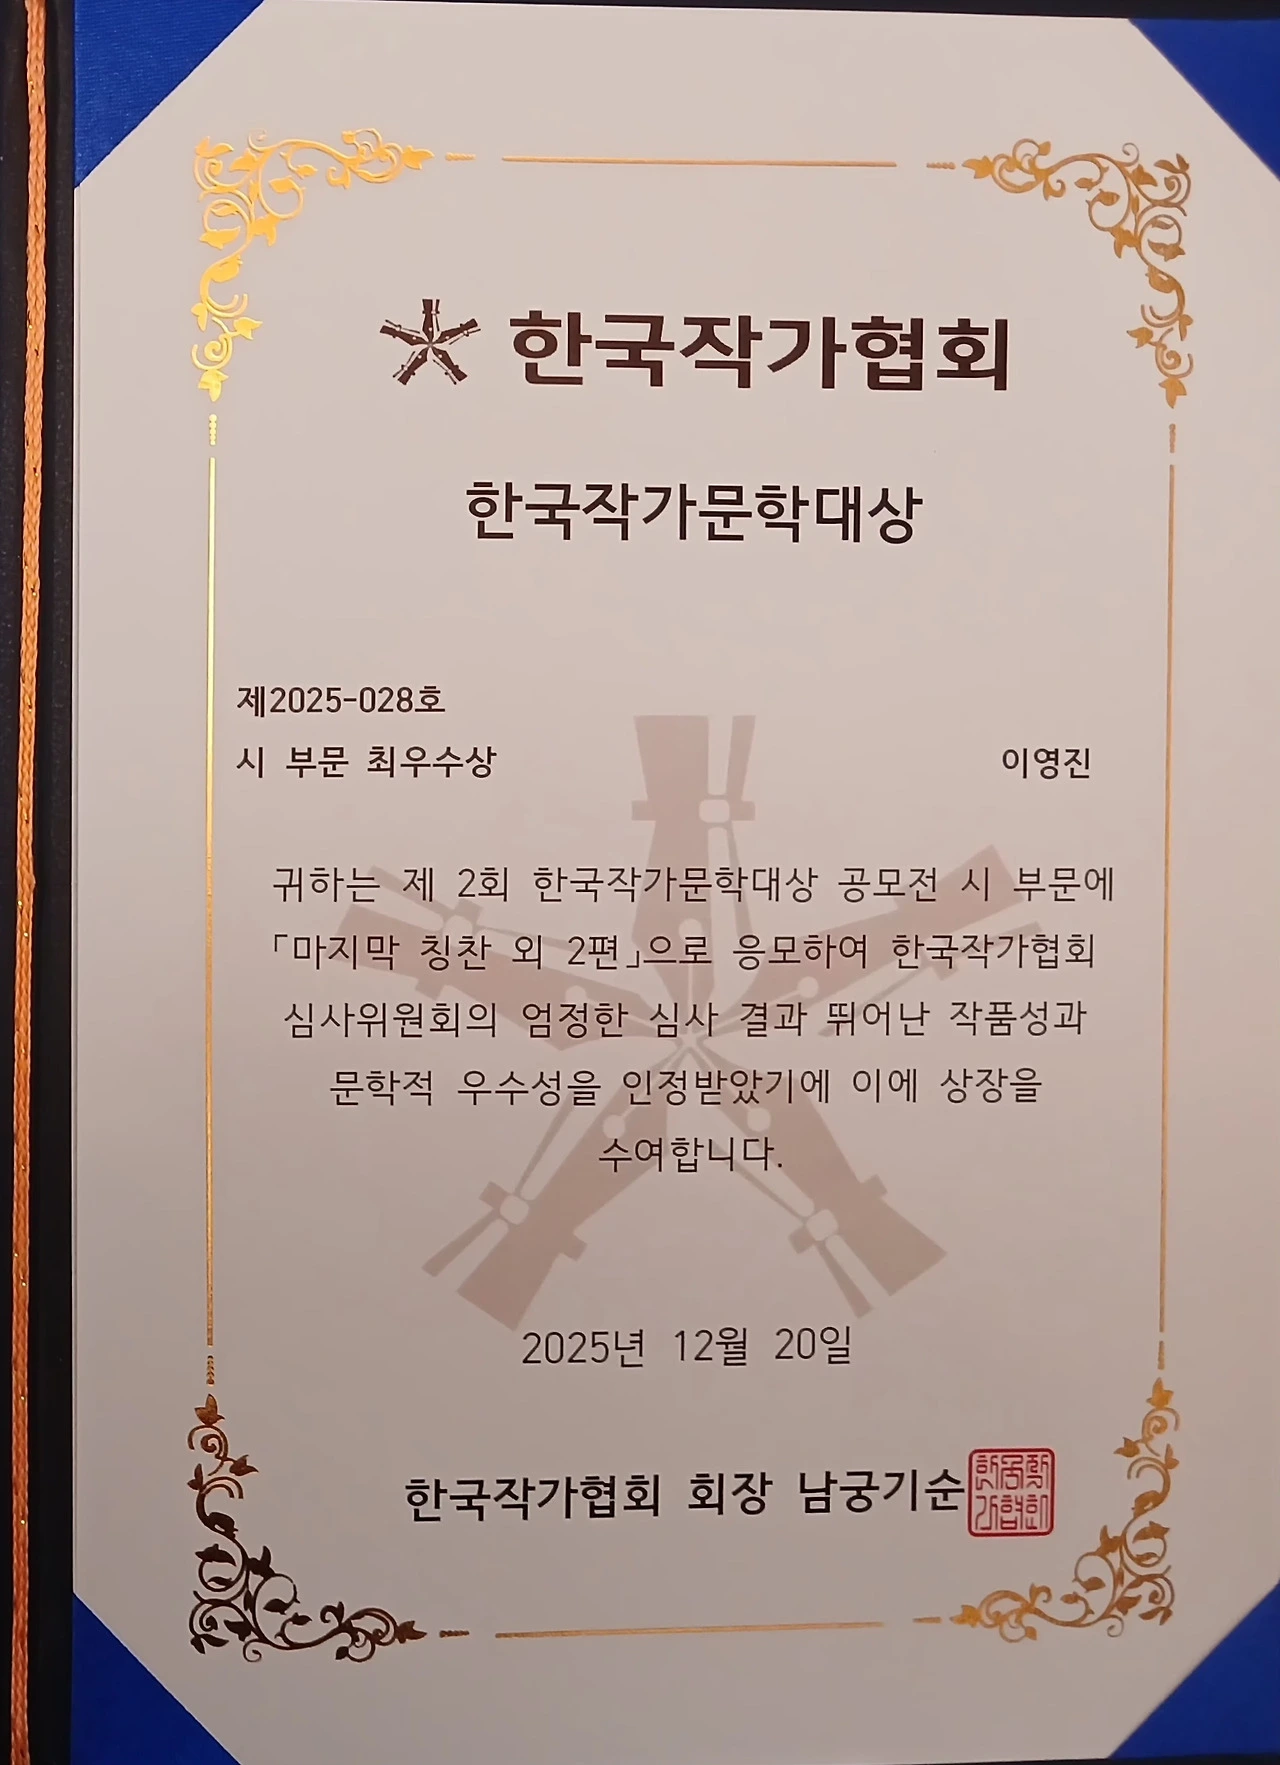 한국작가협회
한국작가문학대상
제2025-028호
시 부문 최우수상 이영진
귀하는 제 2회 한국작가문학대상 공모전 시 부문에
「마지막 칭찬 외 2편」으로 응모하여 한국작가협회
심사위원회의 엄정한 심사 결과 뛰어난 작품성과
문학적 우수성을 인정받았기에 이에 상장을
수여합니다.
2025년 12월 20일
한국작가협회 회장 남궁기순